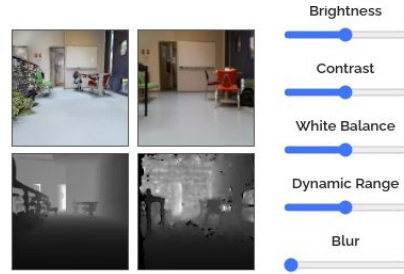 Brightness
Contrast
White Balance
Dynamic Range
Blur